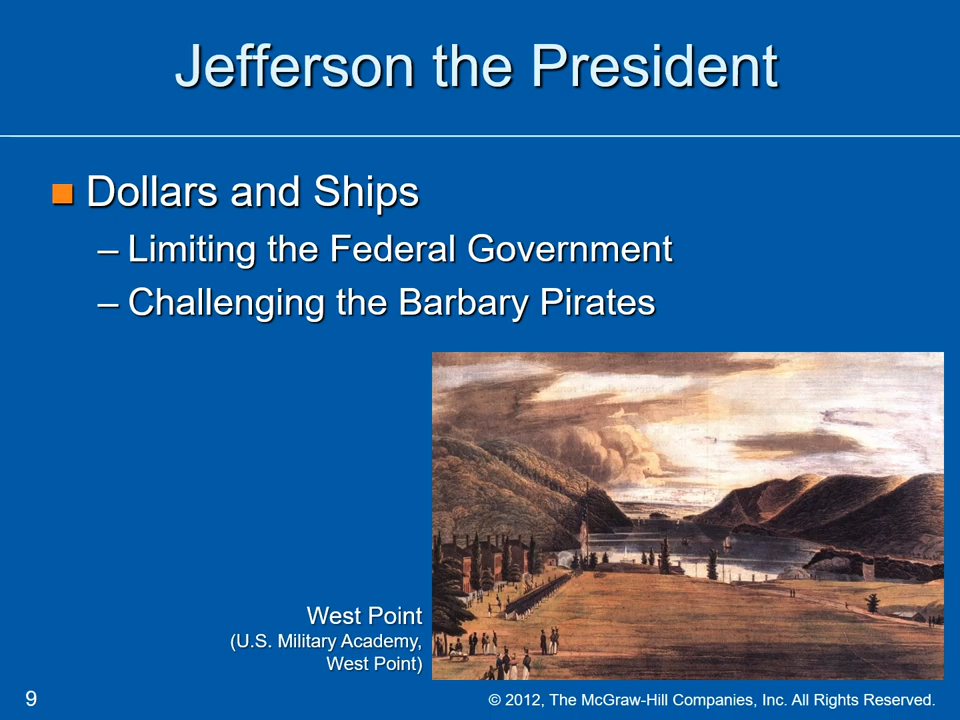 Jefferson the President
Dollars and Ships
– Limiting the Federal Government
– Challenging the Barbary Pirates
West Point
(U.S. Military Academy,
West Point)
9
© 2012, The McGraw-Hill Companies, Inc. All Rights Reserved.